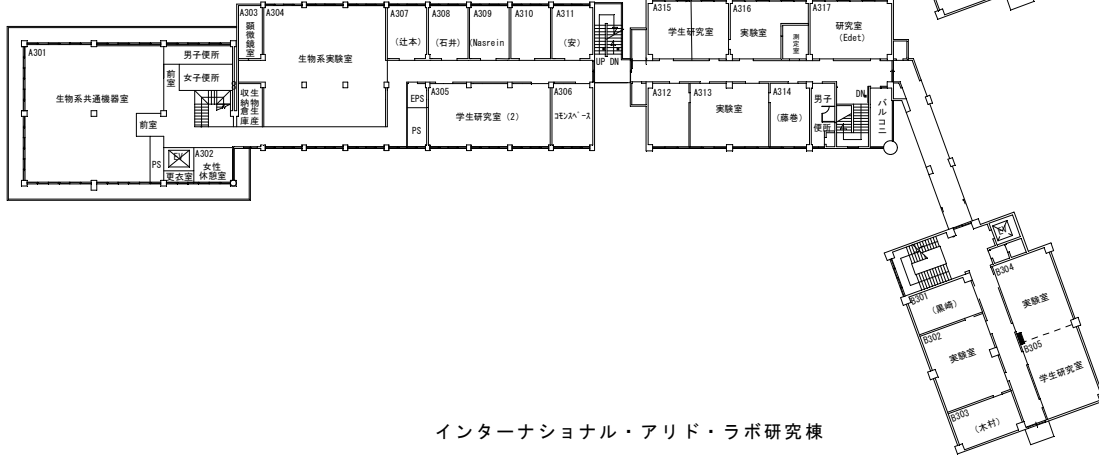 A303
顕微鏡室
A304
生物系実験室
A307
(辻本)
A308
(石井)
A309
(Nasrein
A310
A311
(安)
UP DN
A315
学生研究室
A316
実験室
測定室
A317
研究室
(Edet)
A301
生物系共通機器室
男子便所
前室
女子便所
生物生産
収納倉庫
前室
PS
EV
更衣室
A302
女性
休憩室
EPS
PS
A305
学生研究室(2)
A306
コモンスペース
A312
A313
実験室
A314
(藤巻)
男子
便所
DN
バルコニー
EV
B301
(黒崎)
B302
実験室
B303
(木村)
B304
実験室
B305
学生研究室
インターナショナル・アリド・ラボ研究棟